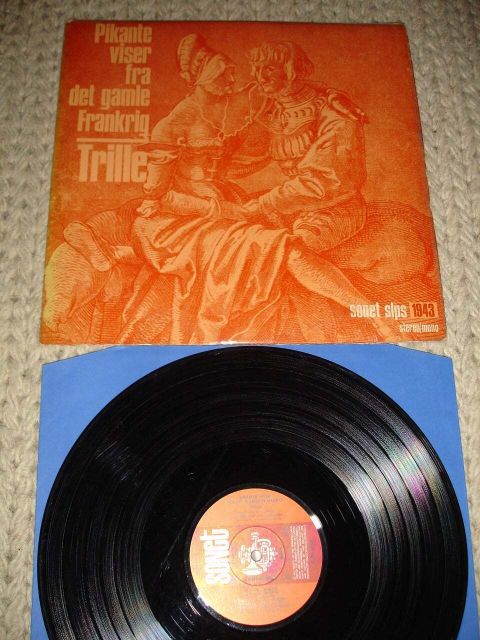 Pikante
viser
fra
det gamle
Frankrig
Trille
sonet slps 1943
stereo/mono
sonet